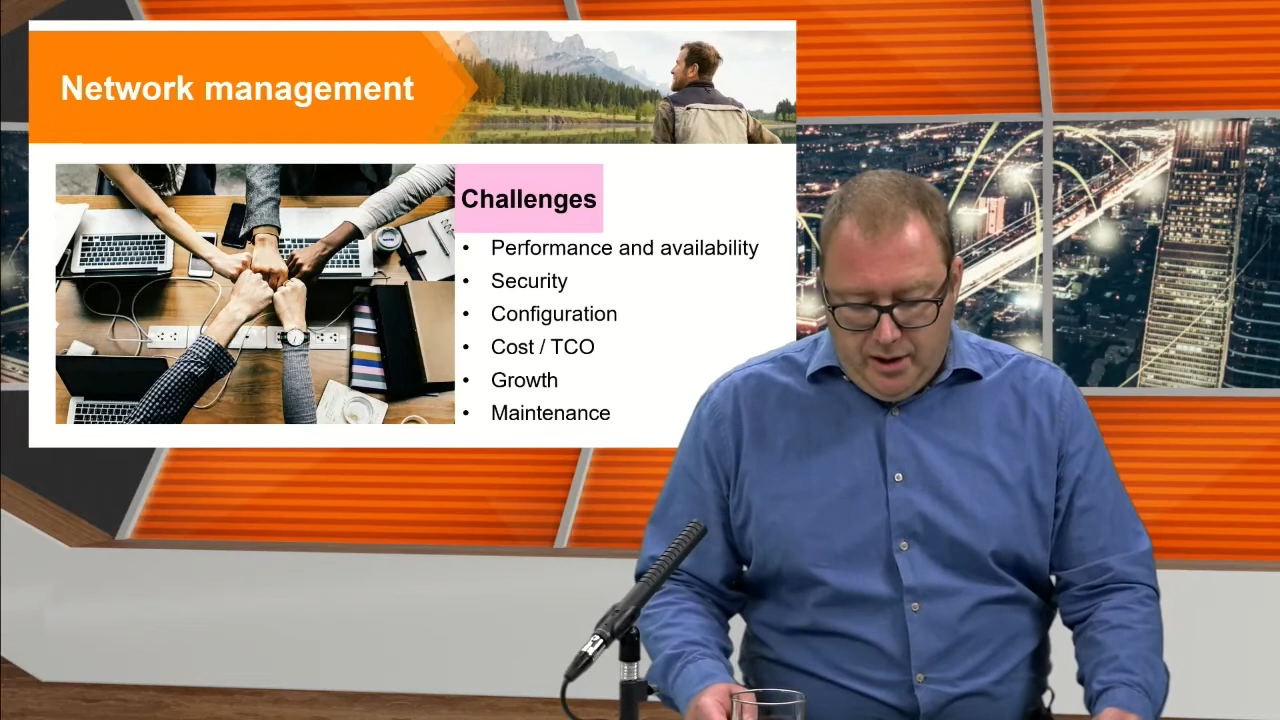 Network management
Challenges
• Performance and availability
• Security
• Configuration
• Cost / TCO
• Growth
• Maintenance